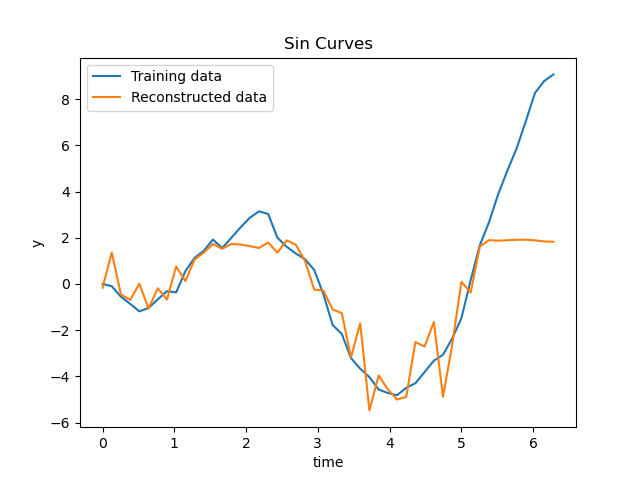 Sin Curves
Training data
Reconstructed data
y
8
6
4
2
0
−2
−4
−6
0 1 2 3 4 5 6
time